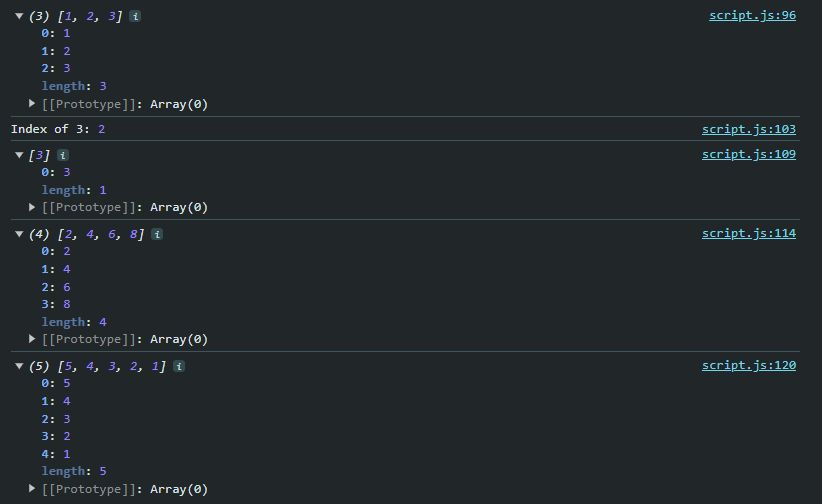 ▼ (3) [1, 2, 3] i script.js:96
0: 1
1: 2
2: 3
length: 3
▶ [[Prototype]]: Array(0)
Index of 3: 2 script.js:103
▼ [3] i script.js:109
0: 3
length: 1
▶ [[Prototype]]: Array(0)
▼ (4) [2, 4, 6, 8] i script.js:114
0: 2
1: 4
2: 6
3: 8
length: 4
▶ [[Prototype]]: Array(0)
▼ (5) [5, 4, 3, 2, 1] i script.js:120
0: 5
1: 4
2: 3
3: 2
4: 1
length: 5
▶ [[Prototype]]: Array(0)